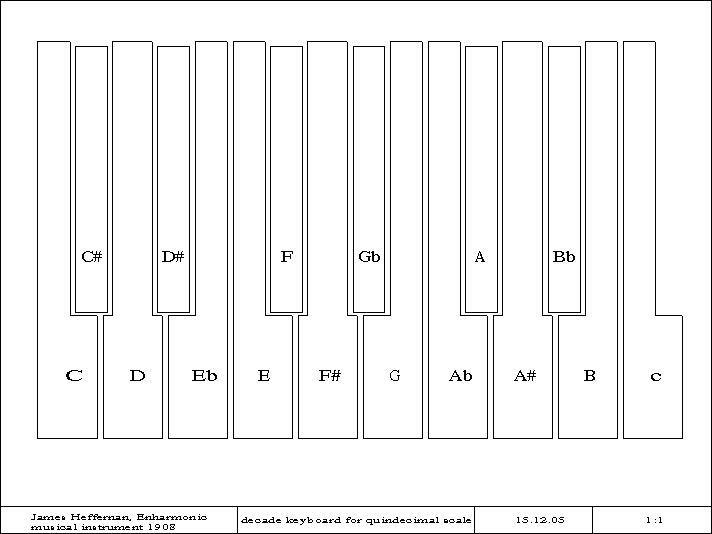 C# D# F Gb A Bb
C D Eb E F# G Ab A# B c
James Heffernan, Enharmonic
musical instrument 1908
decade keyboard for quindecimal scale
15.12.05
1:1